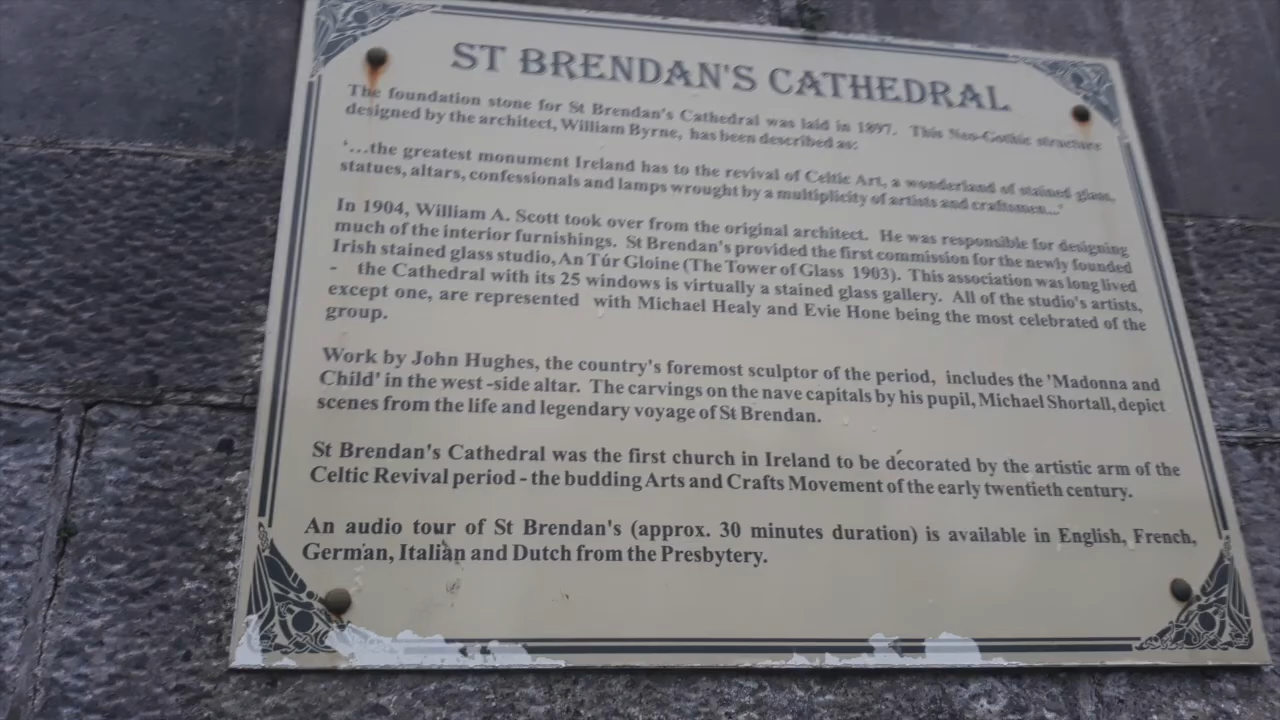 ST BRENDAN'S CATHEDRAL
The foundation stone for St Brendan's Cathedral was laid in 1897. This Neo-Gothic structure
designed by the architect, William Byrne, has been described as:
'...the greatest monument Ireland has to the revival of Celtic Art, a wonderland of stained glass,
statues, altars, confessionals and lamps wrought by a multiplicity of artists and craftsmen...'
In 1904, William A. Scott took over from the original architect. He was responsible for designing
much of the interior furnishings. St Brendan's provided the first commission for the newly founded
Irish stained glass studio, An Túr Gloine (The Tower of Glass 1903). This association was long lived
- the Cathedral with its 25 windows is virtually a stained glass gallery. All of the studio's artists,
except one, are represented with Michael Healy and Evie Hone being the most celebrated of the
group.
Work by John Hughes, the country's foremost sculptor of the period, includes the 'Madonna and
Child' in the west -side altar. The carvings on the nave capitals by his pupil, Michael Shortall, depict
scenes from the life and legendary voyage of St Brendan.
St Brendan's Cathedral was the first church in Ireland to be decorated by the artistic arm of the
Celtic Revival period - the budding Arts and Crafts Movement of the early twentieth century.
An audio tour of St Brendan's (approx. 30 minutes duration) is available in English, French,
German, Italian and Dutch from the Presbytery.